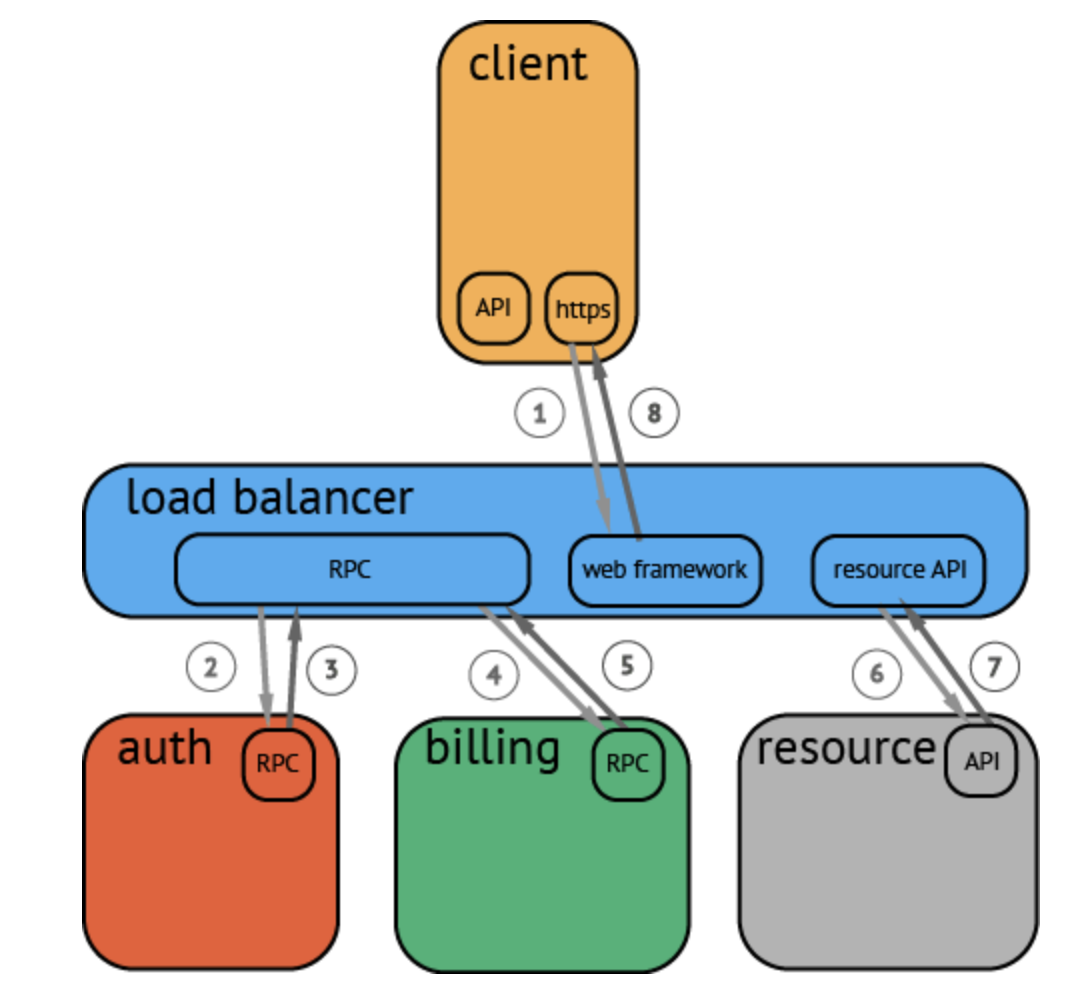 client
API
https
1
8
load balancer
RPC
web framework
resource API
2
3
4
5
6
7
auth
RPC
billing
RPC
resource
API